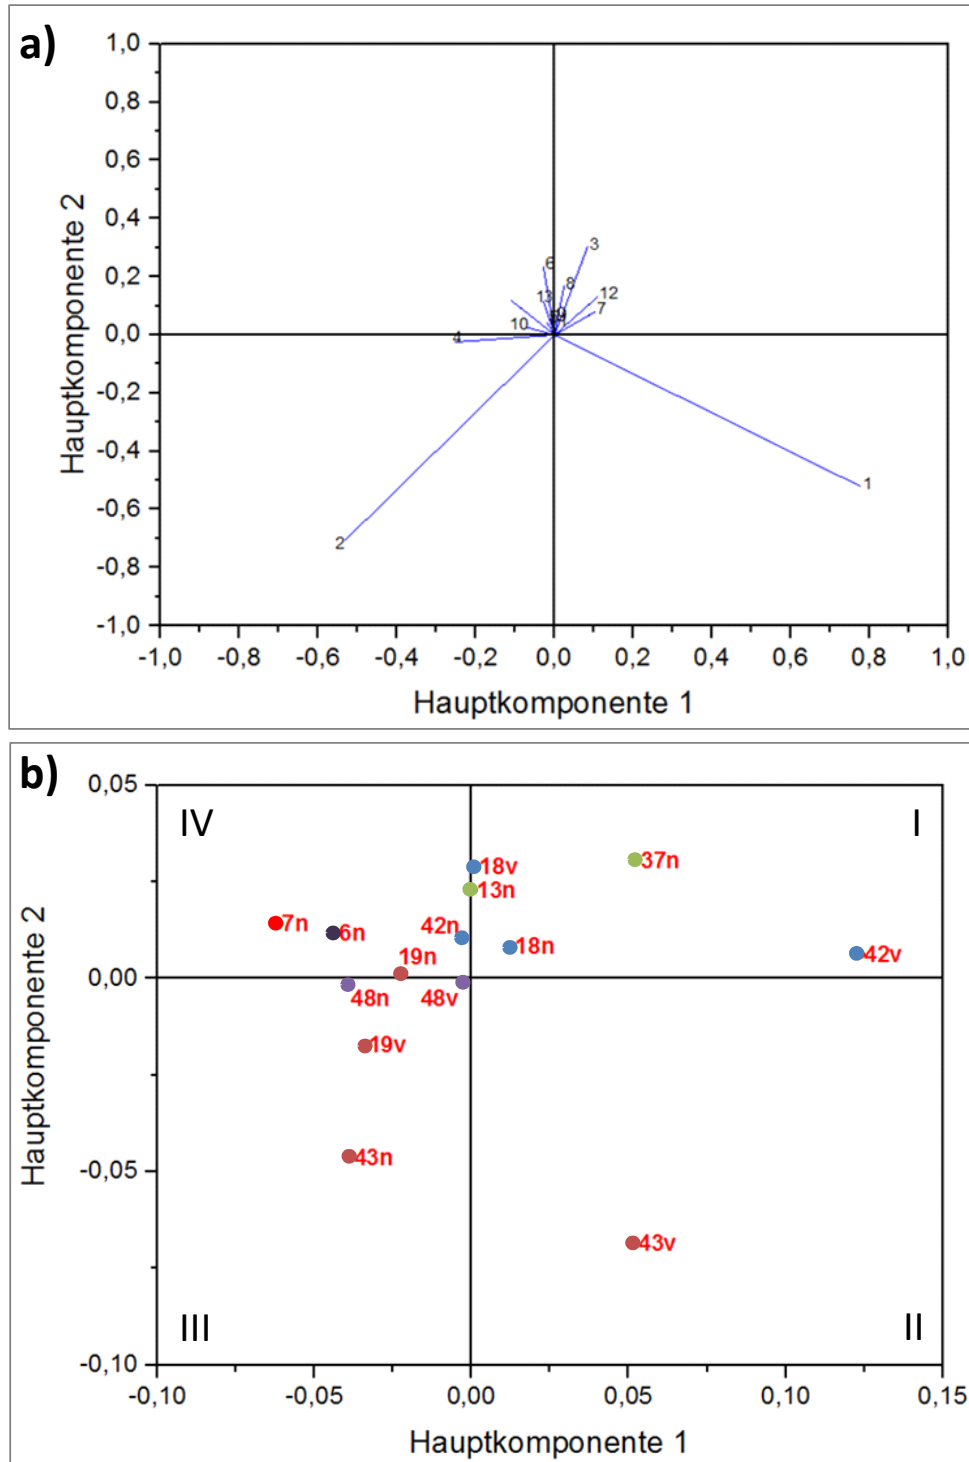 a)
1,0
0,8
0,6
0,4
0,2
0,0
-0,2
-0,4
-0,6
-0,8
-1,0
Hauptkomponente 2
3
6
8
13
12
7
9
10
4
1
2
-1,0 -0,8 -0,6 -0,4 -0,2 0,0 0,2 0,4 0,6 0,8 1,0
Hauptkomponente 1
b)
0,05
0,00
-0,05
-0,10
Hauptkomponente 2
IV
I
18v
37n
13n
7n
6n
42n
18n
42v
19n
48n
48v
19v
43n
43v
III
II
-0,10 -0,05 0,00 0,05 0,10 0,15
Hauptkomponente 1